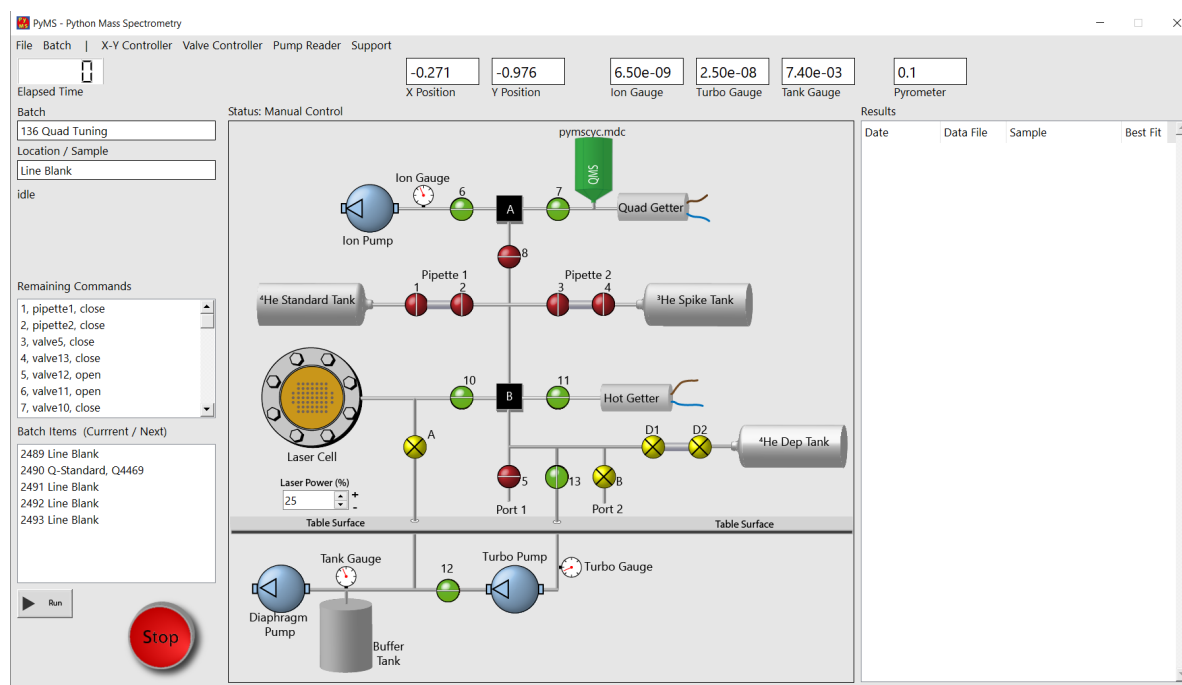 PyMS - Python Mass Spectrometry
File Batch | X-Y Controller Valve Controller Pump Reader Support
0
-0.271
-0.976
6.50e-09
2.50e-08
7.40e-03
0.1
Elapsed Time
X Position
Y Position
Ion Gauge
Turbo Gauge
Tank Gauge
Pyrometer
Batch
136 Quad Tuning
Location / Sample
Line Blank
idle
Remaining Commands
1, pipette1, close
2, pipette2, close
3, valve5, close
4, valve13, close
5, valve12, open
6, valve11, open
7, valve10, close
Batch Items (Currrent / Next)
2489 Line Blank
2490 Q-Standard, Q4469
2491 Line Blank
2492 Line Blank
2493 Line Blank
Run
Stop
Status: Manual Control
pymscyc.mdc
QMS
Ion Gauge
6
7
A
Quad Getter
Ion Pump
8
Pipette 1
Pipette 2
1
2
3
4
⁴He Standard Tank
³He Spike Tank
10
11
B
Hot Getter
Laser Cell
A
D1
D2
⁴He Dep Tank
Laser Power (%)
25
+
-
5
13
B
Port 1
Port 2
Table Surface
Table Surface
Tank Gauge
12
Turbo Pump
Turbo Gauge
Diaphragm
Pump
Buffer
Tank
Results
Date
Data File
Sample
Best Fit